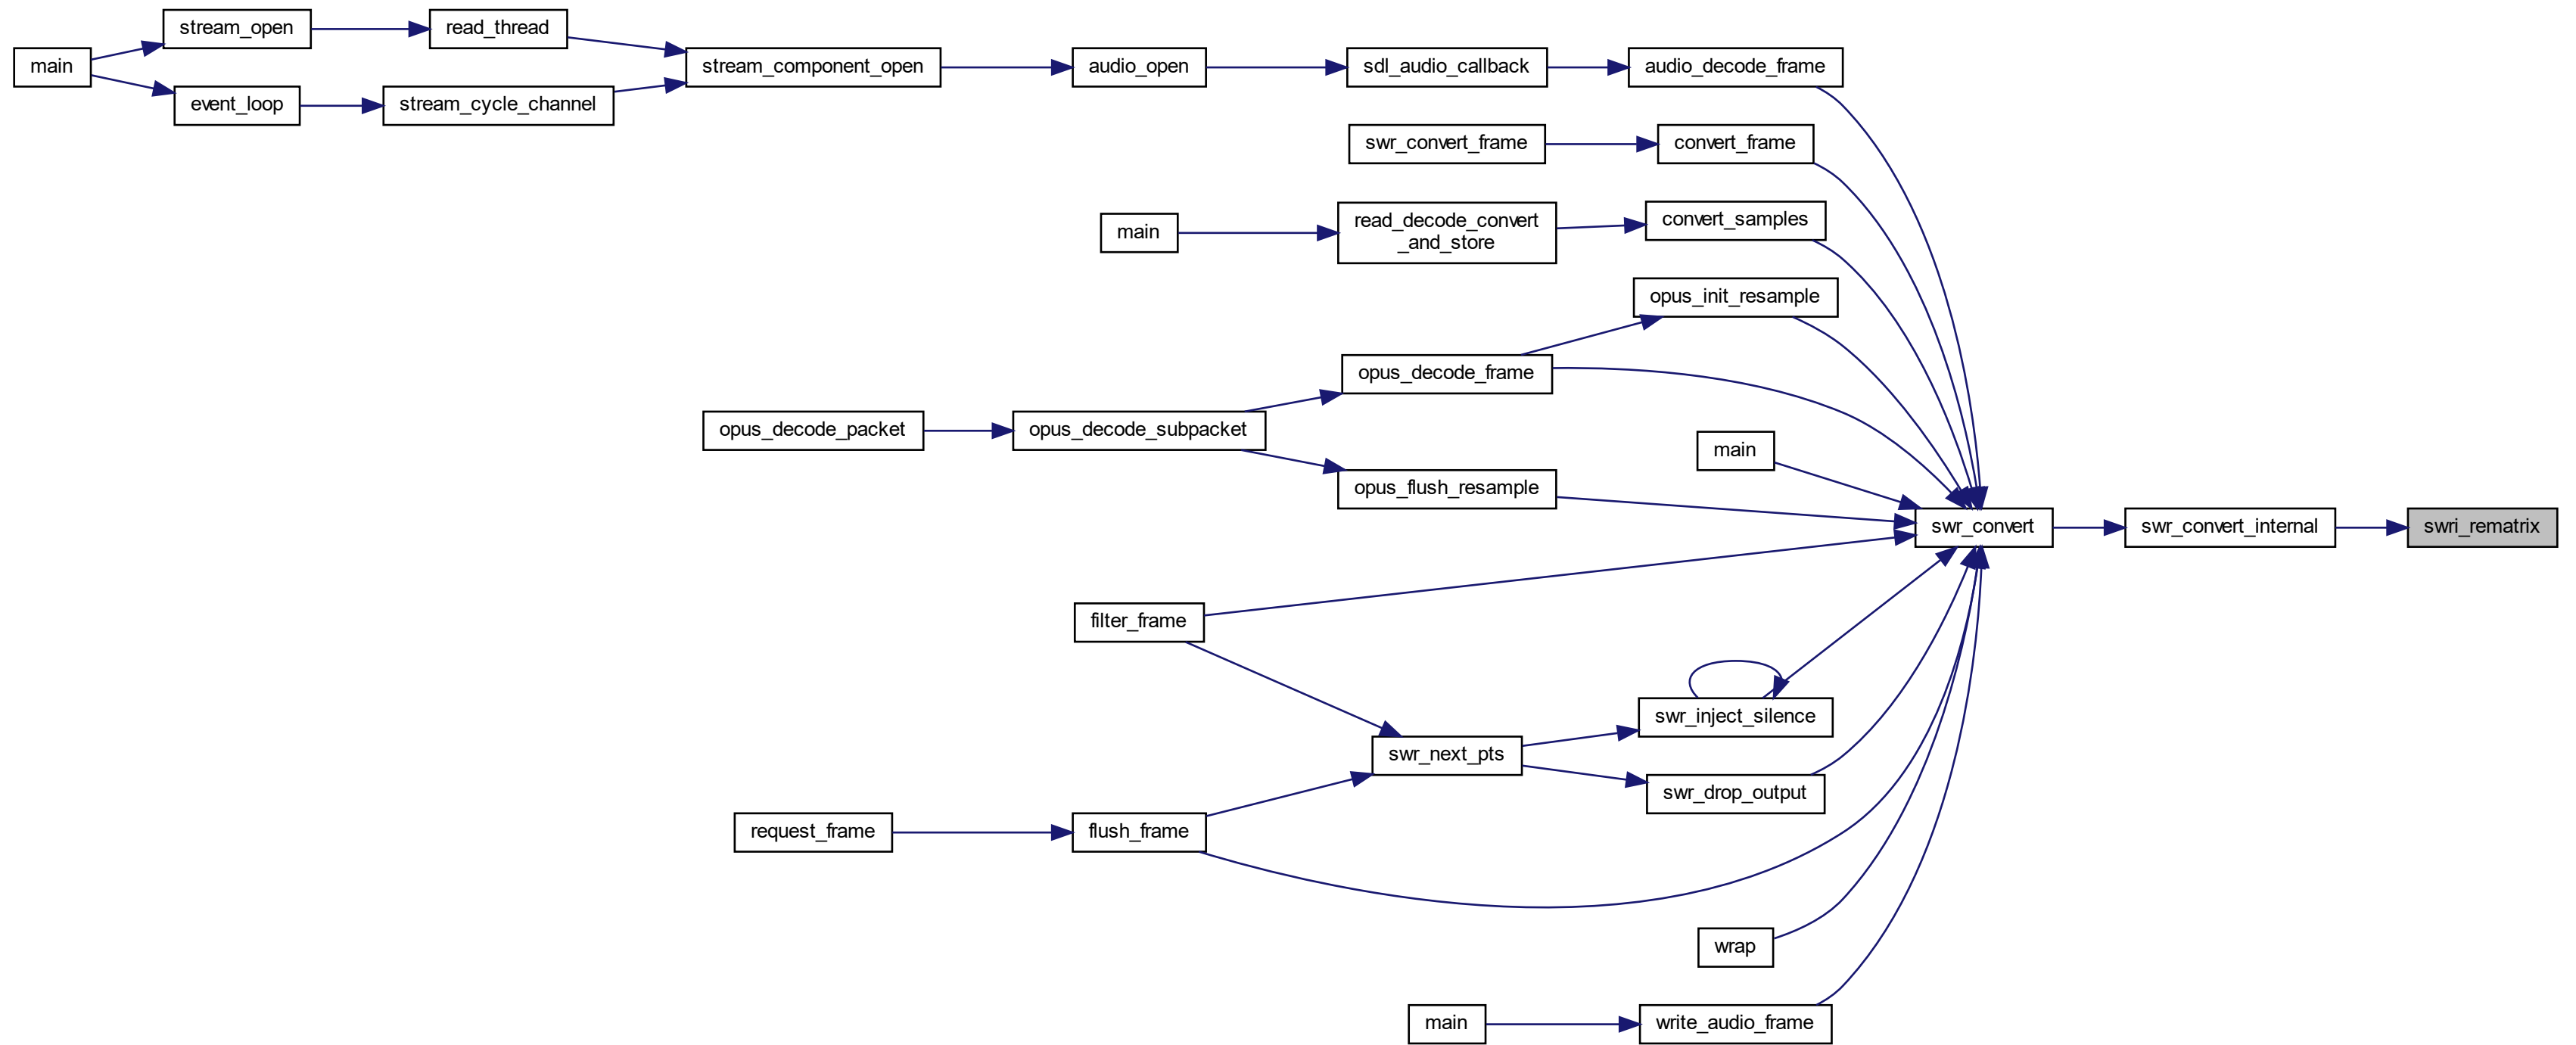 stream_open
read_thread
main
stream_component_open
audio_open
sdl_audio_callback
audio_decode_frame
event_loop
stream_cycle_channel
swr_convert_frame
convert_frame
main
read_decode_convert
_and_store
convert_samples
opus_init_resample
opus_decode_frame
opus_decode_packet
opus_decode_subpacket
main
opus_flush_resample
swr_convert
swr_convert_internal
swri_rematrix
filter_frame
swr_inject_silence
swr_next_pts
swr_drop_output
request_frame
flush_frame
wrap
main
write_audio_frame